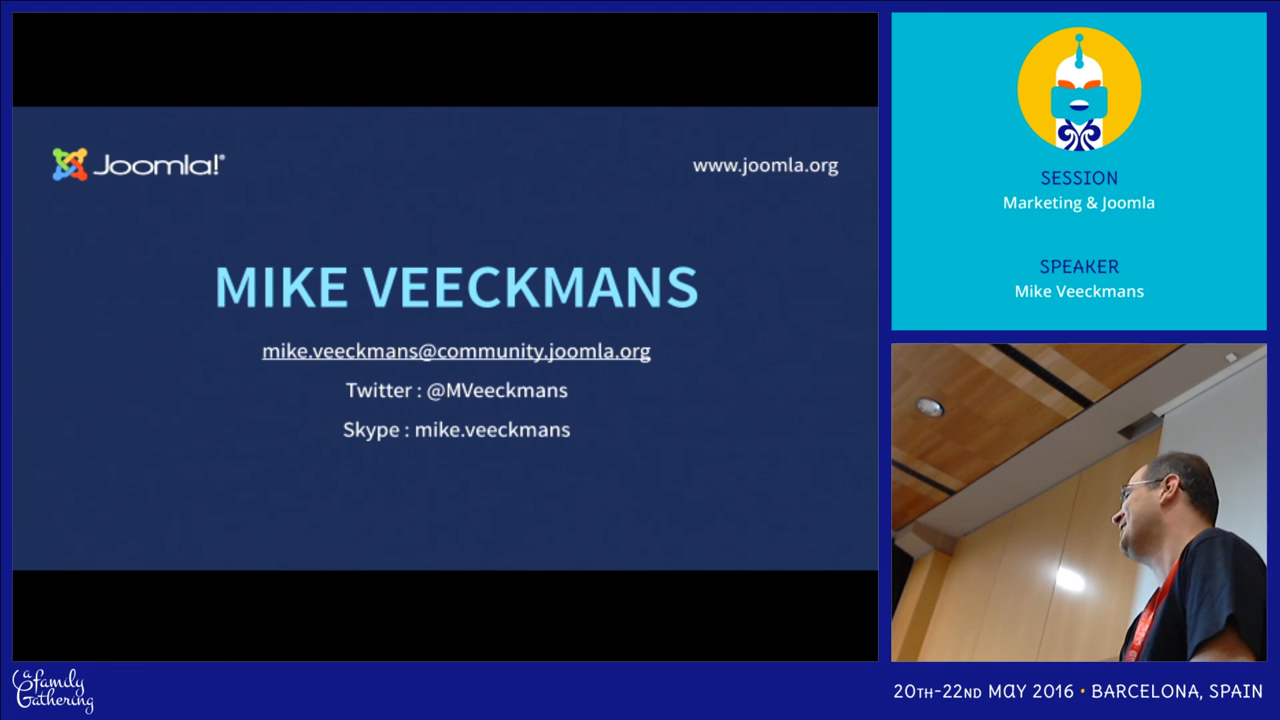 Joomla!®
www.joomla.org
MIKE VEECKMANS
mike.veeckmans@community.joomla.org
Twitter : @MVeeckmans
Skype : mike.veeckmans
SESSION
Marketing & Joomla
SPEAKER
Mike Veeckmans
a family
Gathering
20TH-22ND MAY 2016 • BARCELONA, SPAIN